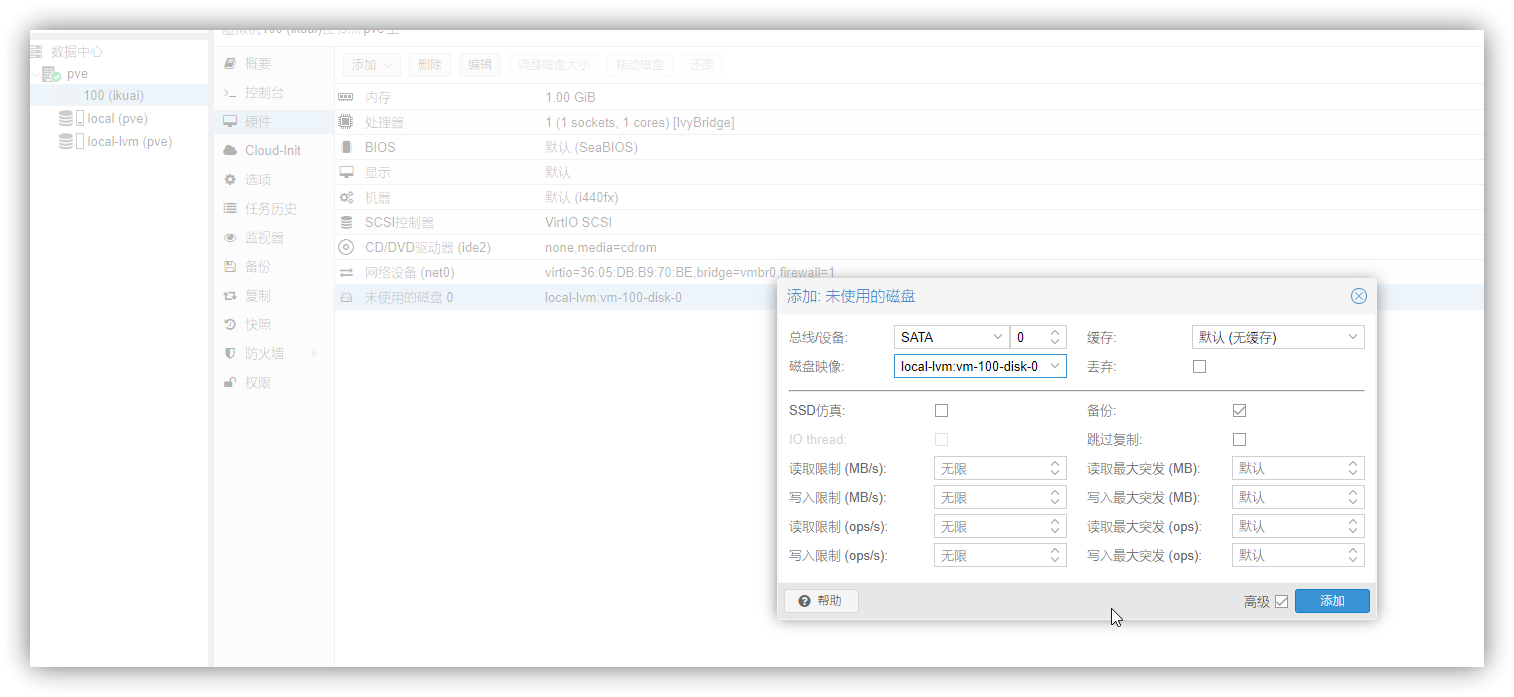 虚拟机 100 (ikuai)在节点 pve 上
数据中心
pve
100 (ikuai)
local (pve)
local-lvm (pve)
概要
控制台
硬件
Cloud-Init
选项
任务历史
监视器
备份
复制
快照
防火墙
权限
添加 删除 编辑 调整磁盘大小 移动磁盘 还原
内存 1.00 GiB
处理器 1 (1 sockets, 1 cores) [IvyBridge]
BIOS 默认 (SeaBIOS)
显示 默认
机器 默认 (i440fx)
SCSI控制器 VirtIO SCSI
CD/DVD驱动器 (ide2) none,media=cdrom
网络设备 (net0) virtio=36:05:DB:B9:70:BE,bridge=vmbr0,firewall=1
未使用的磁盘 0 local-lvm:vm-100-disk-0
添加: 未使用的磁盘
总线/设备: SATA 0 缓存: 默认 (无缓存)
磁盘映像: local-lvm:vm-100-disk-0 丢弃:
SSD仿真: 备份:
IO thread: 跳过复制:
读取限制 (MB/s): 无限 读取最大突发 (MB): 默认
写入限制 (MB/s): 无限 写入最大突发 (MB): 默认
读取限制 (ops/s): 无限 读取最大突发 (ops): 默认
写入限制 (ops/s): 无限 写入最大突发 (ops): 默认
帮助 高级 添加